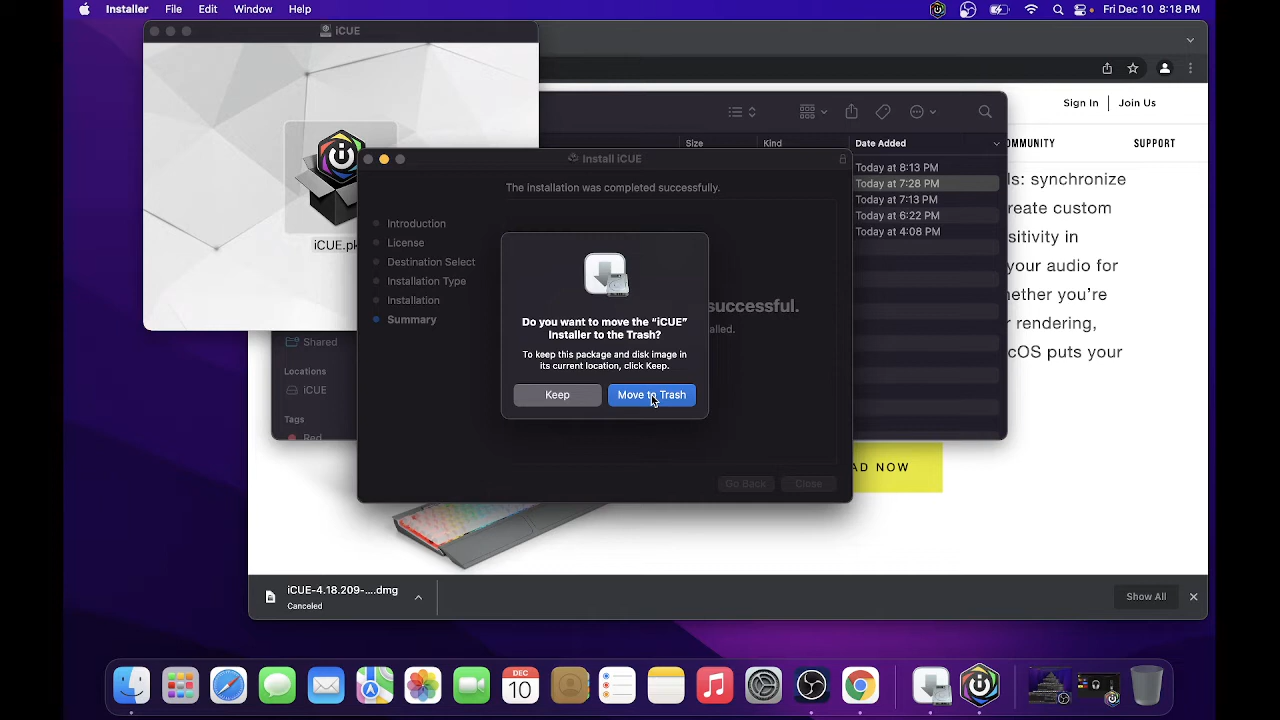 Installer File Edit Window Help
Fri Dec 10 8:18 PM
iCUE
Sign In Join Us
Size Kind Date Added
OMMUNITY SUPPORT
Install iCUE
Today at 8:13 PM
Today at 7:28 PM
Today at 7:13 PM
Today at 6:22 PM
Today at 4:08 PM
ls: synchronize
reate custom
sitivity in
your audio for
hether you're
r rendering,
cOS puts your
The installation was completed successfully.
iCUE.pk
Introduction
License
Destination Select
Installation Type
Installation
Summary
successful.
alled.
Do you want to move the “iCUE”
Installer to the Trash?
To keep this package and disk image in
its current location, click Keep.
Keep Move to Trash
Shared
Locations
iCUE
Tags
Red
Go Back Close
AD NOW
iCUE-4.18.209-....dmg
Canceled
Show All
DEC
10